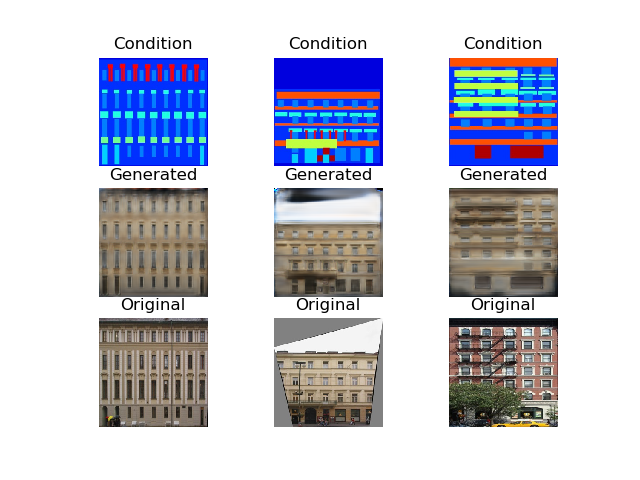 Condition Condition Condition
Generated Generated Generated
Original Original Original